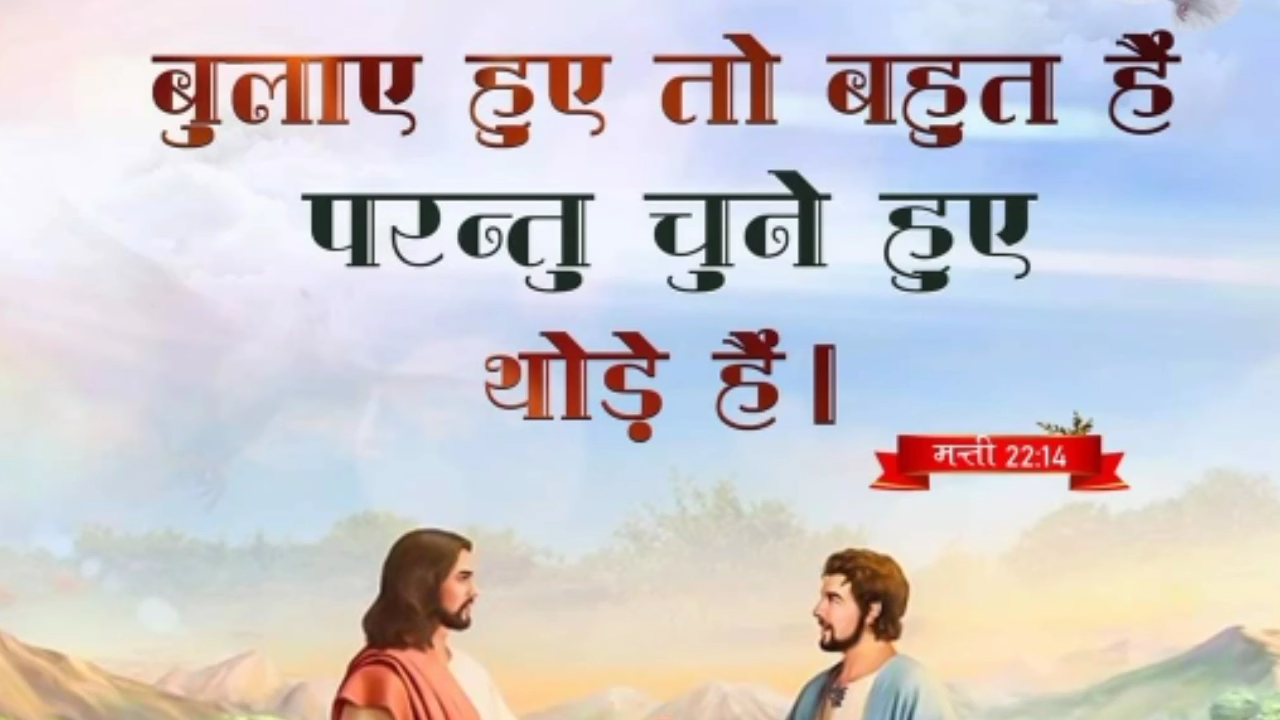 बुलाए हुए तो बहुत हैं
परन्तु चुने हुए
थोड़े हैं।
मत्ती 22:14